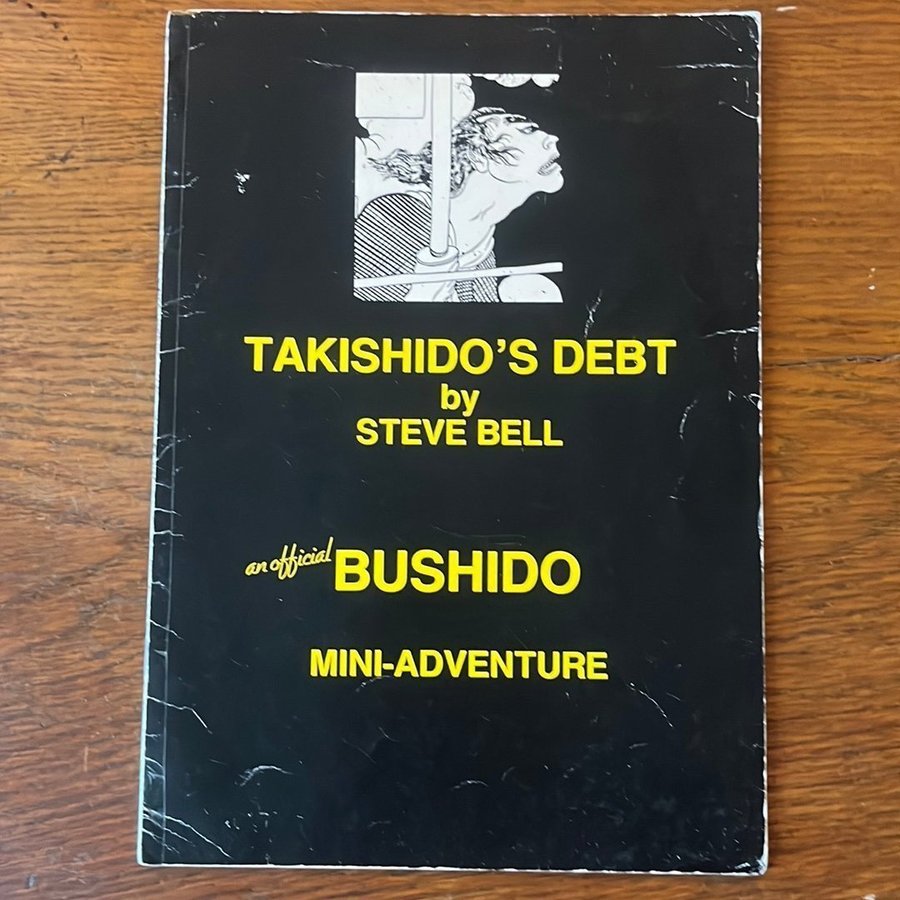 TAKISHIDO'S DEBT
by
STEVE BELL
an official BUSHIDO
MINI-ADVENTURE